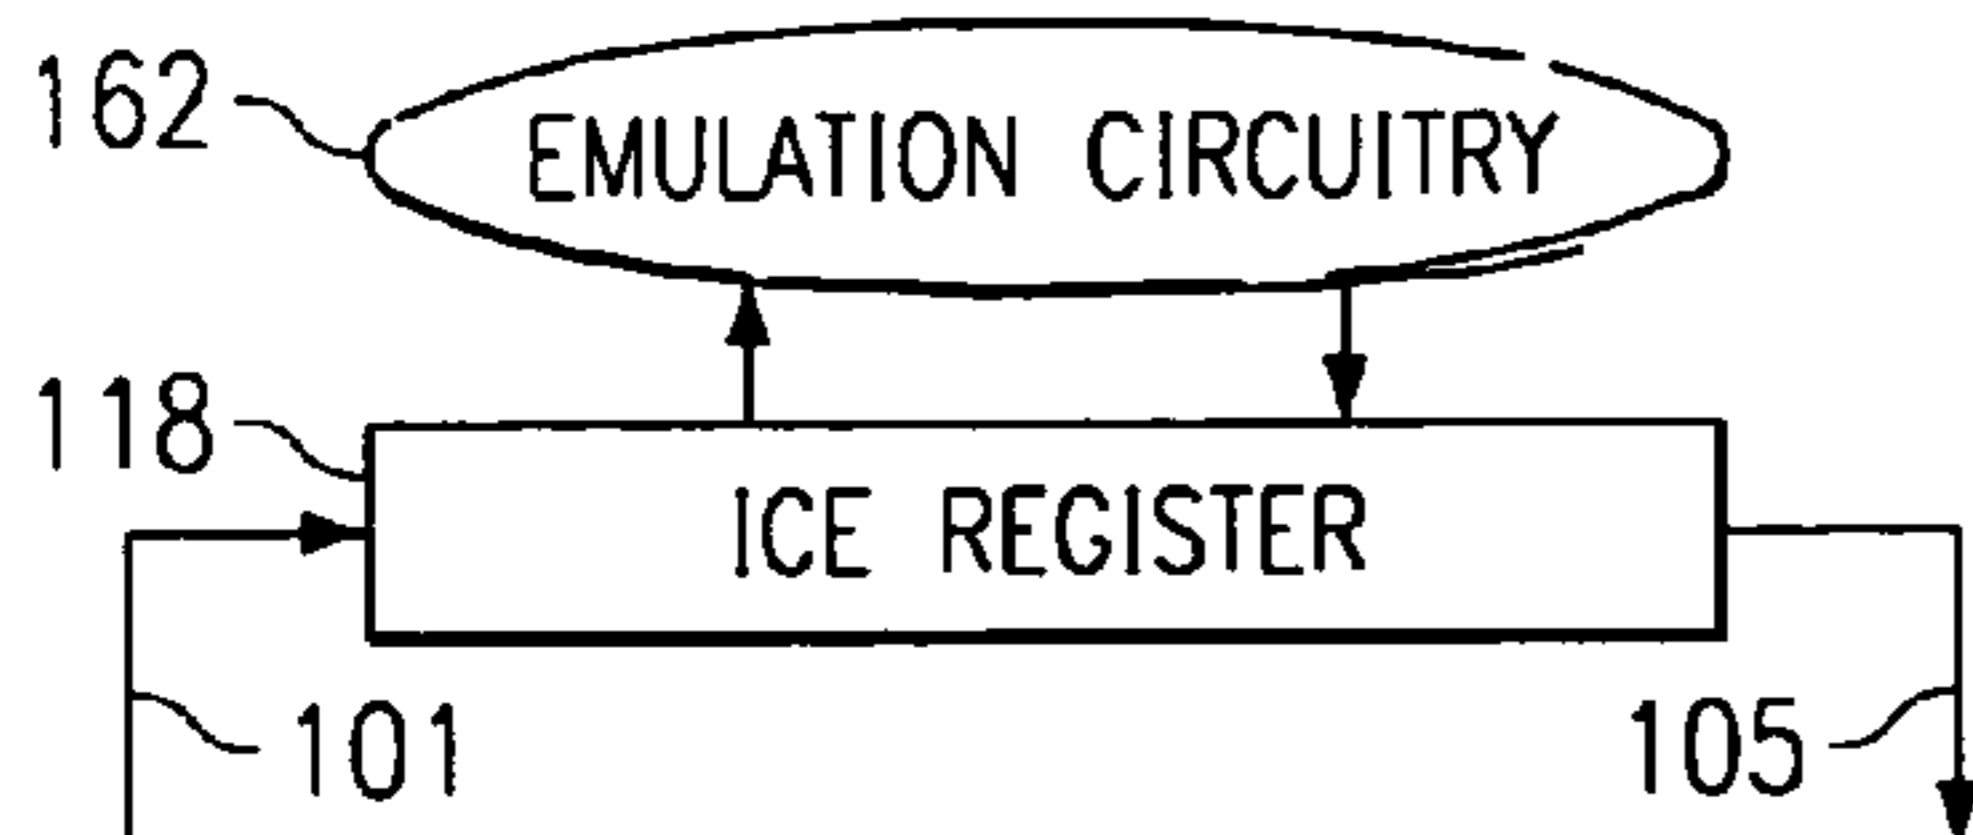 162
EMULATION CIRCUITRY
118
ICE REGISTER
101
105